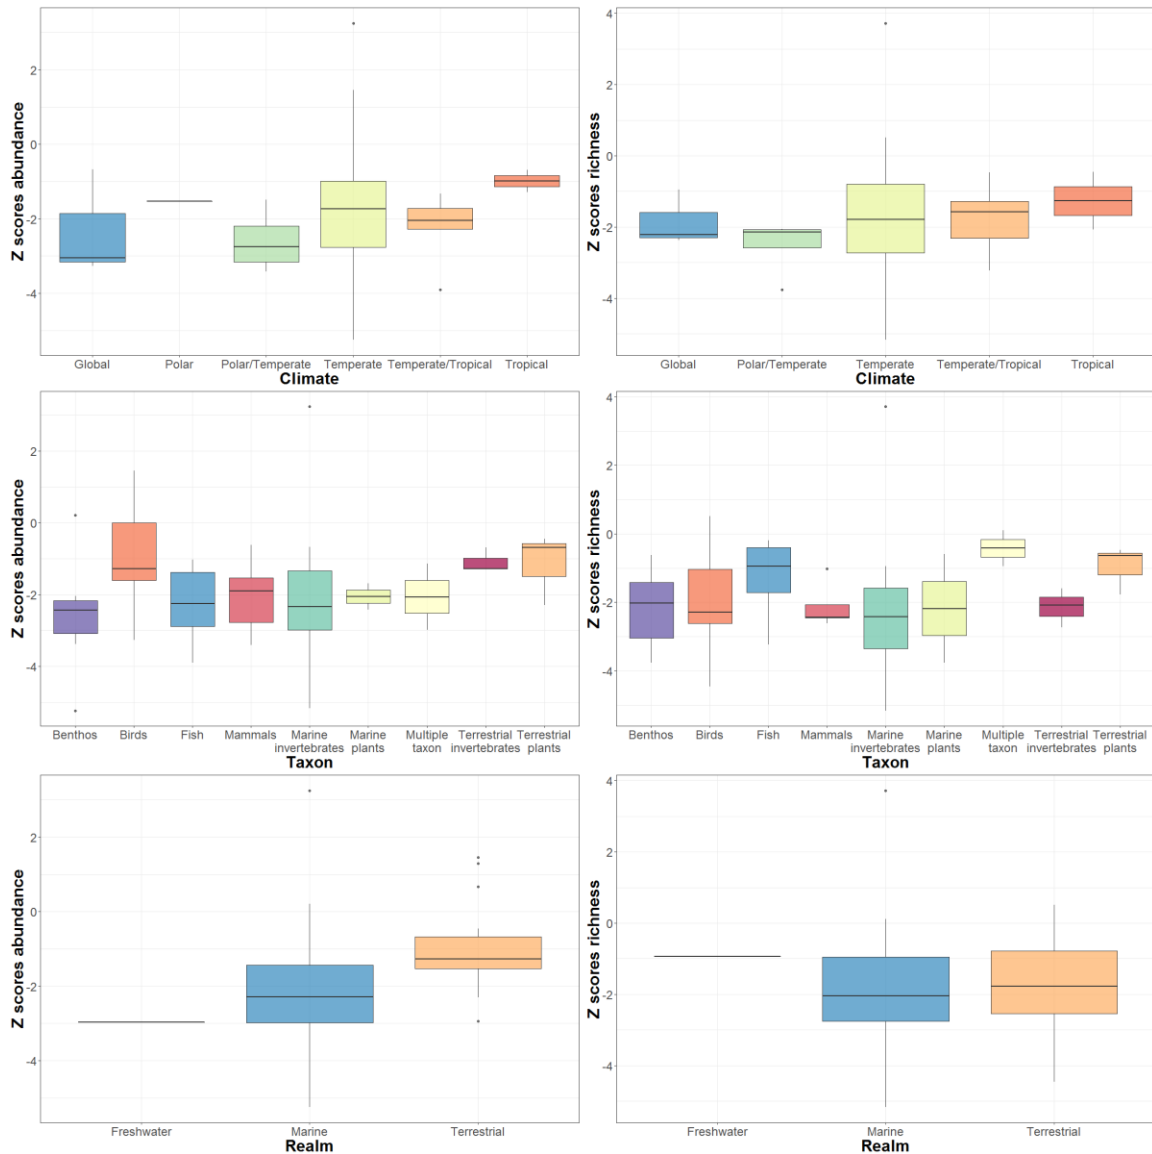 Z scores abundance
2
0
-2
-4
Global Polar Polar/Temperate Temperate Temperate/Tropical Tropical
Climate
Z scores richness
4
2
0
-2
-4
Global Polar/Temperate Temperate Temperate/Tropical Tropical
Climate
Z scores abundance
2
0
-2
-4
Benthos Birds Fish Mammals Marine Marine Multiple Terrestrial Terrestrial
invertebrates plants taxon invertebrates plants
Taxon
Z scores richness
4
2
0
-2
-4
Benthos Birds Fish Mammals Marine Marine Plants Multiple Terrestrial Terrestrial
invertebrates plants taxon invertebrates plants
Taxon
Z scores abundance
2
0
-2
-4
Freshwater Marine Terrestrial
Realm
Z scores richness
4
2
0
-2
-4
Freshwater Marine Terrestrial
Realm